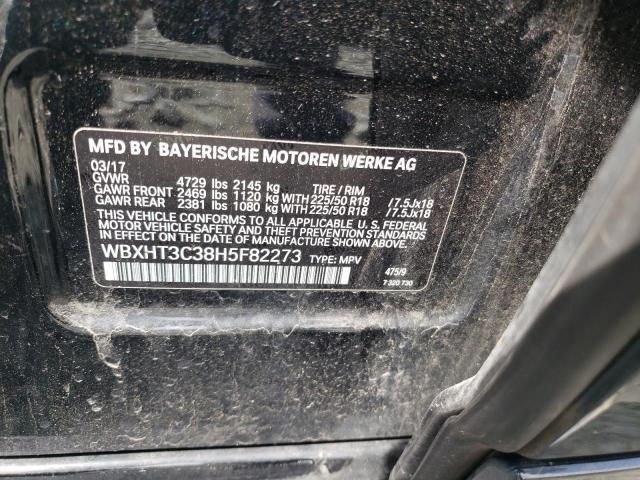 MFD BY BAYERISCHE MOTOREN WERKE AG
03/17
GVWR 4729 lbs 2145 kg TIRE / RIM
GAWR FRONT 2469 lbs 1120 kg WITH 225/50 R18 /7.5Jx18
GAWR REAR 2381 lbs 1080 kg WITH 225/50 R18 /7.5Jx18
THIS VEHICLE CONFORMS TO ALL APPLICABLE U.S. FEDERAL
MOTOR VEHICLE SAFETY AND THEFT PREVENTION STANDARDS
IN EFFECT ON THE DATE OF MANUFACTURE SHOWN ABOVE.
WBXHT3C38H5F82273 TYPE: MPV
475/9
7 320 730